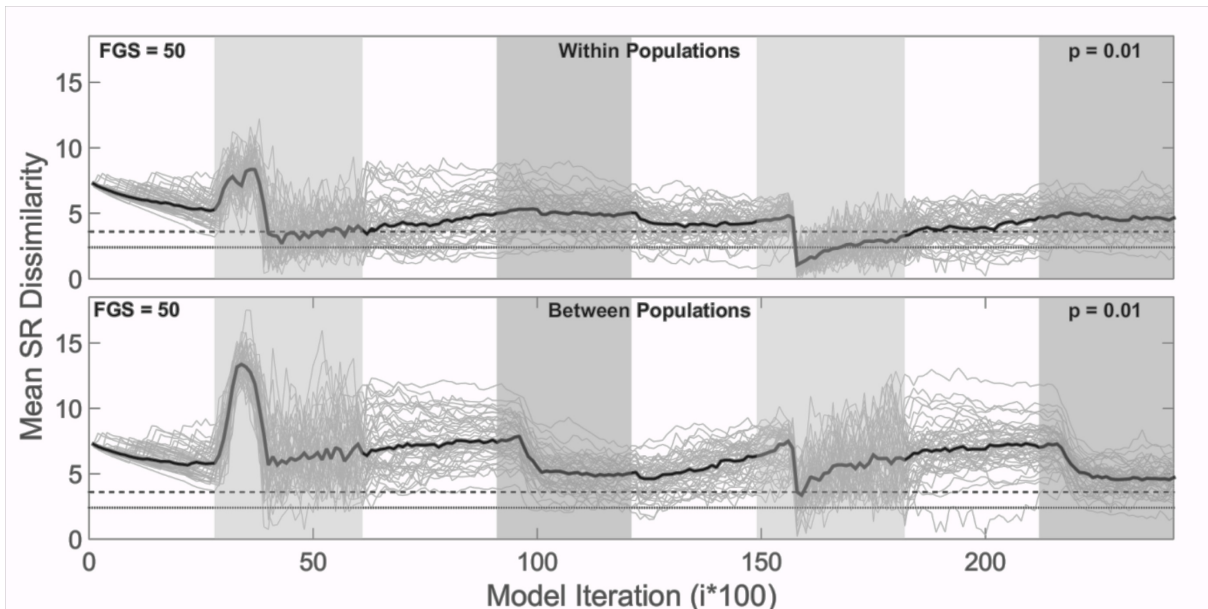 FGS = 50 Within Populations p = 0.01
15
10
5
0
FGS = 50 Between Populations p = 0.01
15
10
5
0
0 50 100 150 200
Mean SR Dissimilarity
Model Iteration (i*100)